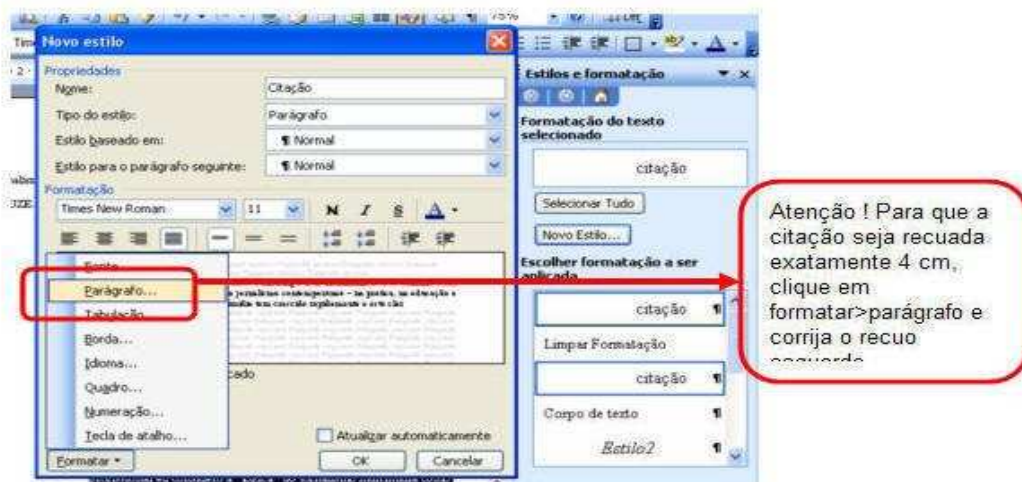 75%
Novo estilo
Propriedades
Nome: Citação
Tipo do estilo: Parágrafo
Estilo baseado em: ¶ Normal
Estilo para o parágrafo seguinte: ¶ Normal
Formatação
Times New Roman 11 N I S A
Fonte...
Parágrafo...
Tabulação...
Borda...
Idioma...
Quadro...
Numeração...
Tecla de atalho...
Atualizar automaticamente
Formatar
OK
Cancelar
Estilos e formatação
Formatação do texto
selecionado
citação
Selecionar Tudo
Novo Estilo...
Escolher formatação a ser
aplicada
citação ¶
Limpar Formatação
citação ¶
Corpo de texto ¶
Estilo2 ¶
Atenção ! Para que a
citação seja recuada
exatamente 4 cm,
clique em
formatar>parágrafo e
corrija o recuo
esquerdo